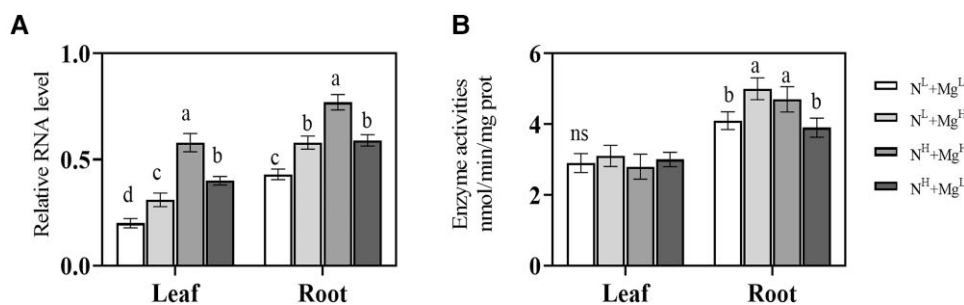 A
Relative RNA level
1.0
0.5
0.0
d
c
a
b
c
b
a
b
Leaf Root
B
Enzyme activities
nmol/min/mg prot
6
4
2
0
ns
b
a
a
b
Leaf Root
N^L+Mg^L
N^L+Mg^H
N^H+Mg^H
N^H+Mg^L